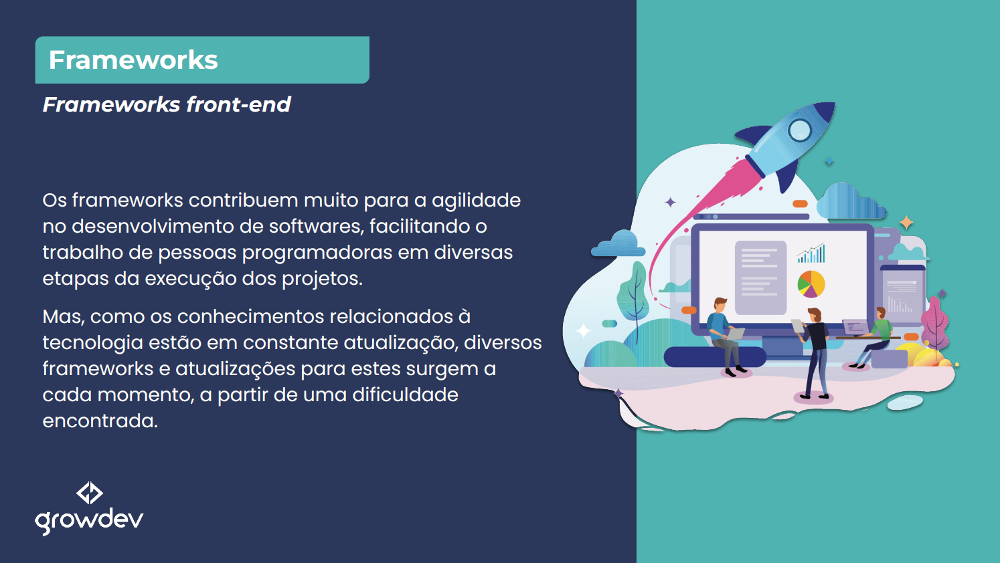 Frameworks
Frameworks front-end
Os frameworks contribuem muito para a agilidade
no desenvolvimento de softwares, facilitando o
trabalho de pessoas programadoras em diversas
etapas da execução dos projetos.
Mas, como os conhecimentos relacionados à
tecnologia estão em constante atualização, diversos
frameworks e atualizações para estes surgem a
cada momento, a partir de uma dificuldade
encontrada.
growdev